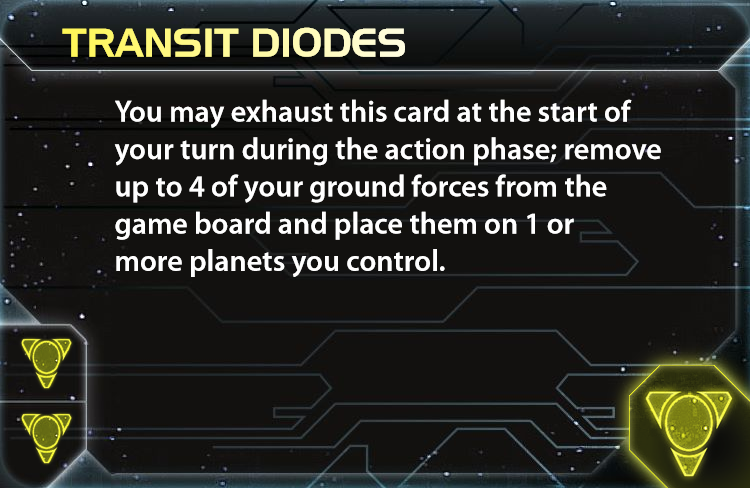 TRANSIT DIODES
You may exhaust this card at the start of
your turn during the action phase; remove
up to 4 of your ground forces from the
game board and place them on 1 or
more planets you control.